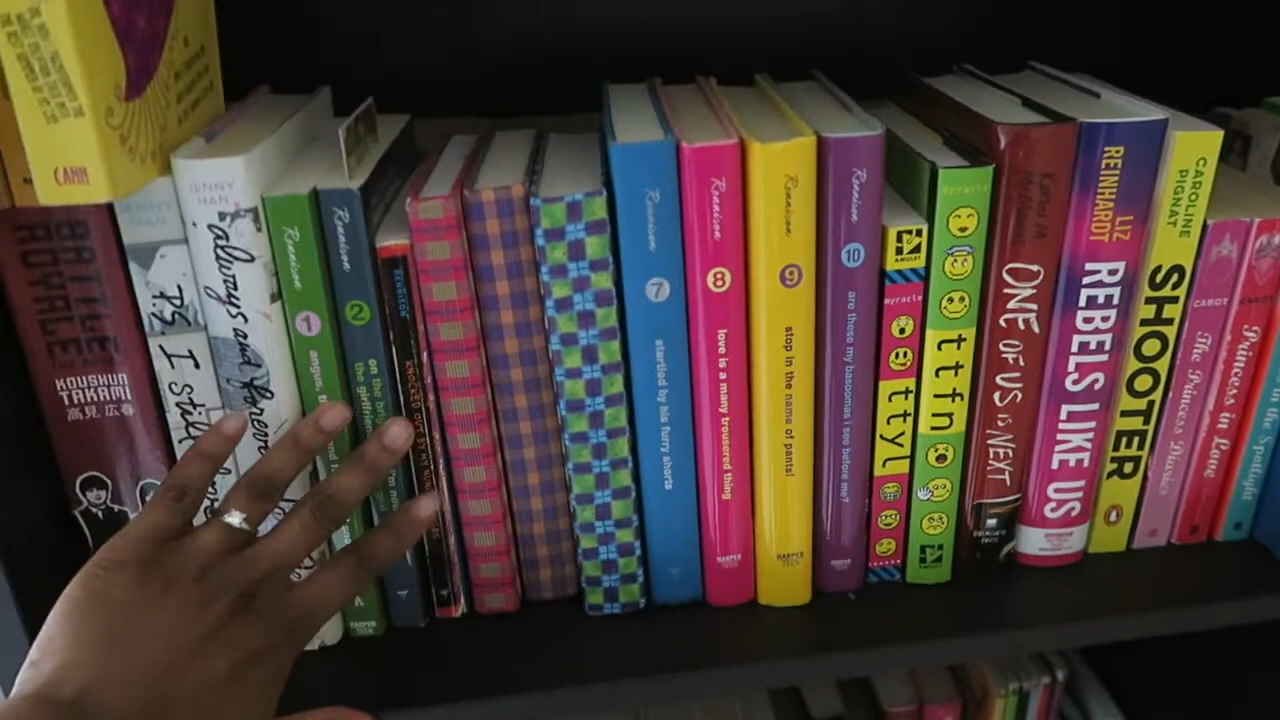 CAHN
BATTLE ROYALE
KOUSHUN
TAKAMI
高見 広春
JENNY
HAN
P.S.
I still
JENNY
HAN
always and forever
Rennison
1
angus,
HARPER
TEEN
Rennison
2
on the
the girlfriend
KNOCKED OUT BY MY
Rennison
7
startled by his furry shorts
Rennison
8
love is a many trousered thing
HARPER
TEEN
Rennison
9
stop in the name of pants!
HARPER
TEEN
Rennison
10
are these my basoomas i see before me?
AMULET
myracle
ttyl
myracle
ttfn
AMULET
ONE OF US IS NEXT
LIZ
REINHARDT
REBELS LIKE US
CAROLINE
PIGNAT
SHOOTER
CABOT
The Princess Diaries
CABOT
Princess in Love
in the Spotlight